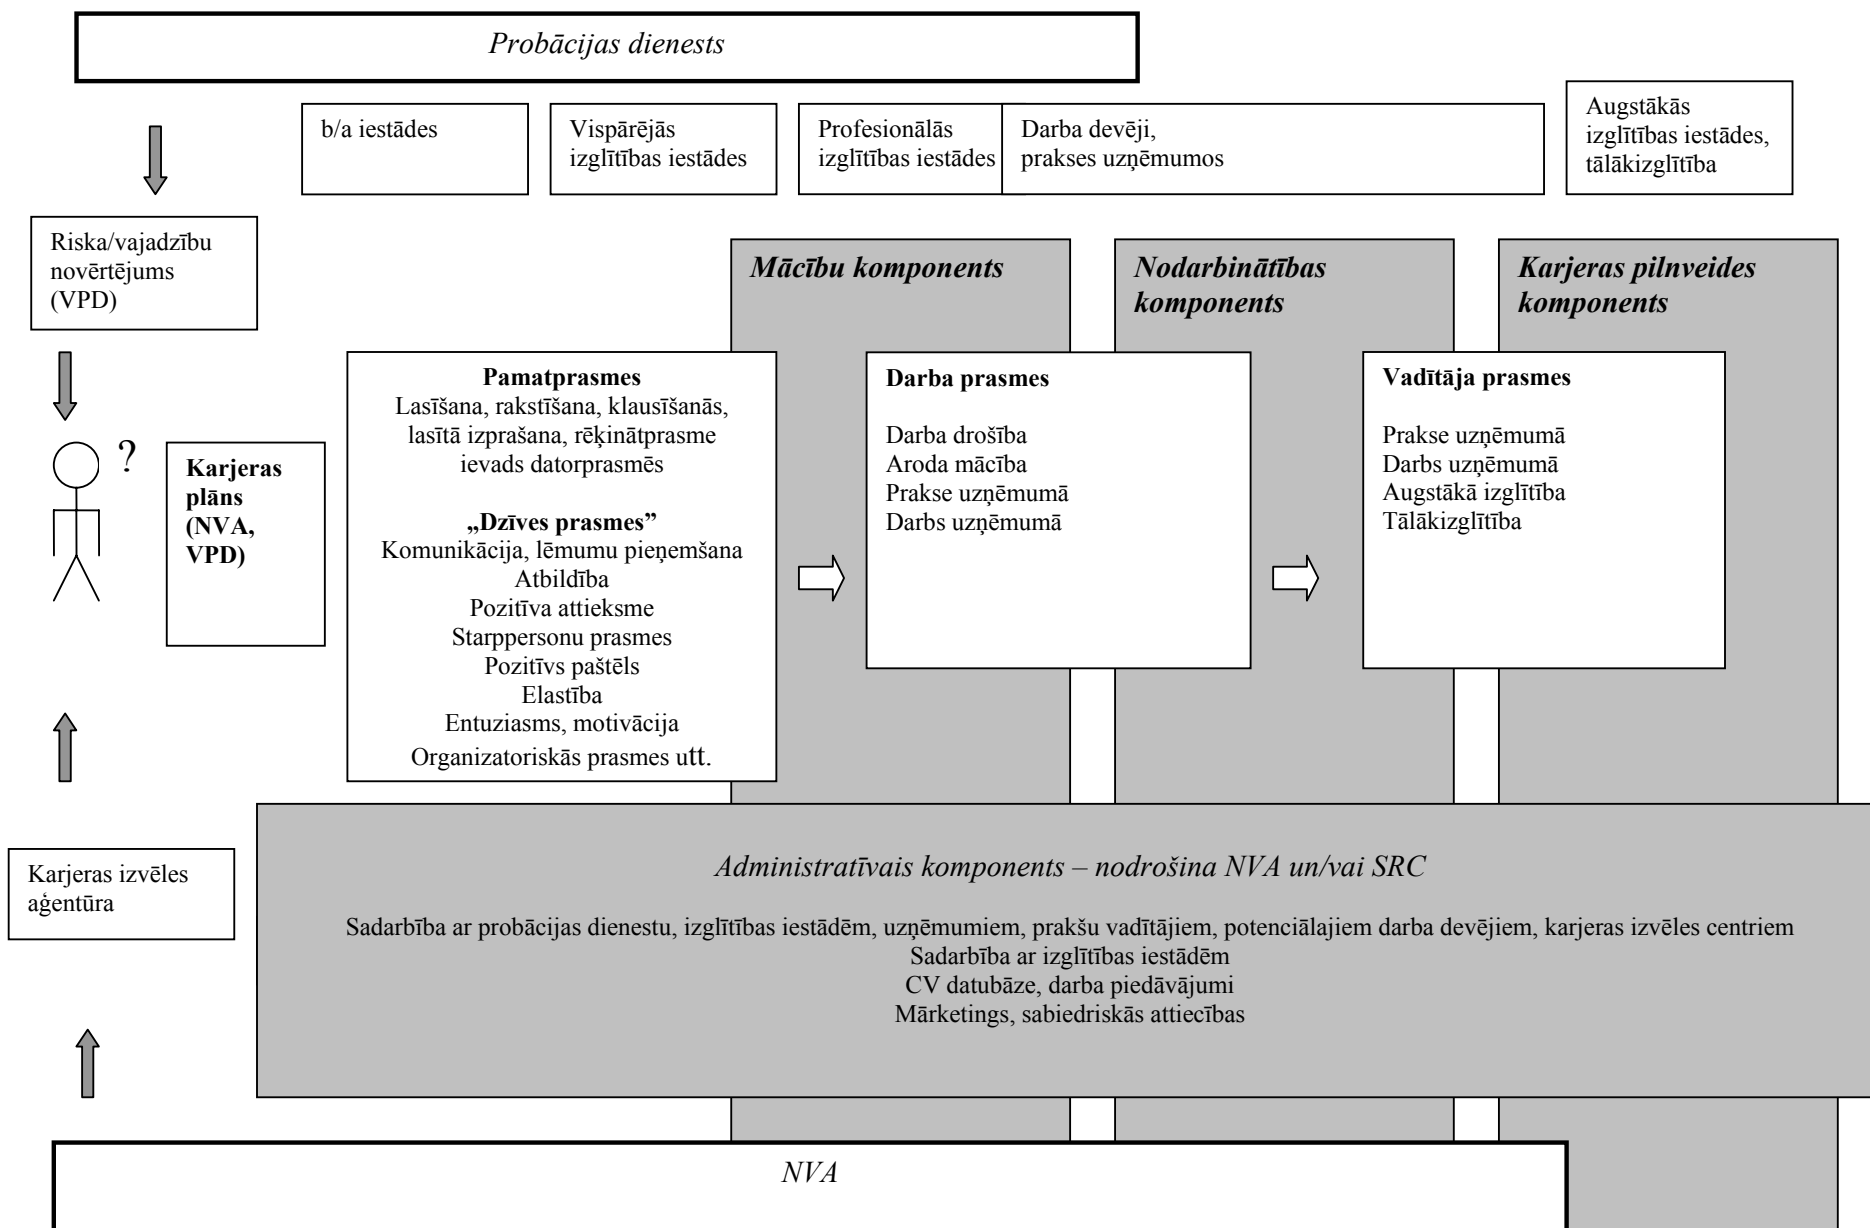 Probācijas dienests
b/a iestādes
Vispārējās
izglītības iestādes
Profesionālās
izglītības iestādes
Darba devēji,
prakses uzņēmumos
Augstākās
izglītības iestādes,
tālākizglītība
Riska/vajadzību
novērtējums
(VPD)
Mācību komponents
Nodarbinātības
komponents
Karjeras pilnveides
komponents
?
Karjeras
plāns
(NVA,
VPD)
Pamatprasmes
Lasīšana, rakstīšana, klausīšanās,
lasītā izprašana, rēķinātprasme
ievads datorprasmēs
„Dzīves prasmes”
Komunikācija, lēmumu pieņemšana
Atbildība
Pozitīva attieksme
Starppersonu prasmes
Pozitīvs paštēls
Elastība
Entuziasms, motivācija
Organizatoriskās prasmes utt.
Darba prasmes
Darba drošība
Aroda mācība
Prakse uzņēmumā
Darbs uzņēmumā
Vadītāja prasmes
Prakse uzņēmumā
Darbs uzņēmumā
Augstākā izglītība
Tālākizglītība
Karjeras izvēles
aģentūra
Administratīvais komponents – nodrošina NVA un/vai SRC
Sadarbība ar probācijas dienestu, izglītības iestādēm, uzņēmumiem, prakšu vadītājiem, potenciālajiem darba devējiem, karjeras izvēles centriem
Sadarbība ar izglītības iestādēm
CV datubāze, darba piedāvājumi
Mārketings, sabiedriskās attiecības
NVA